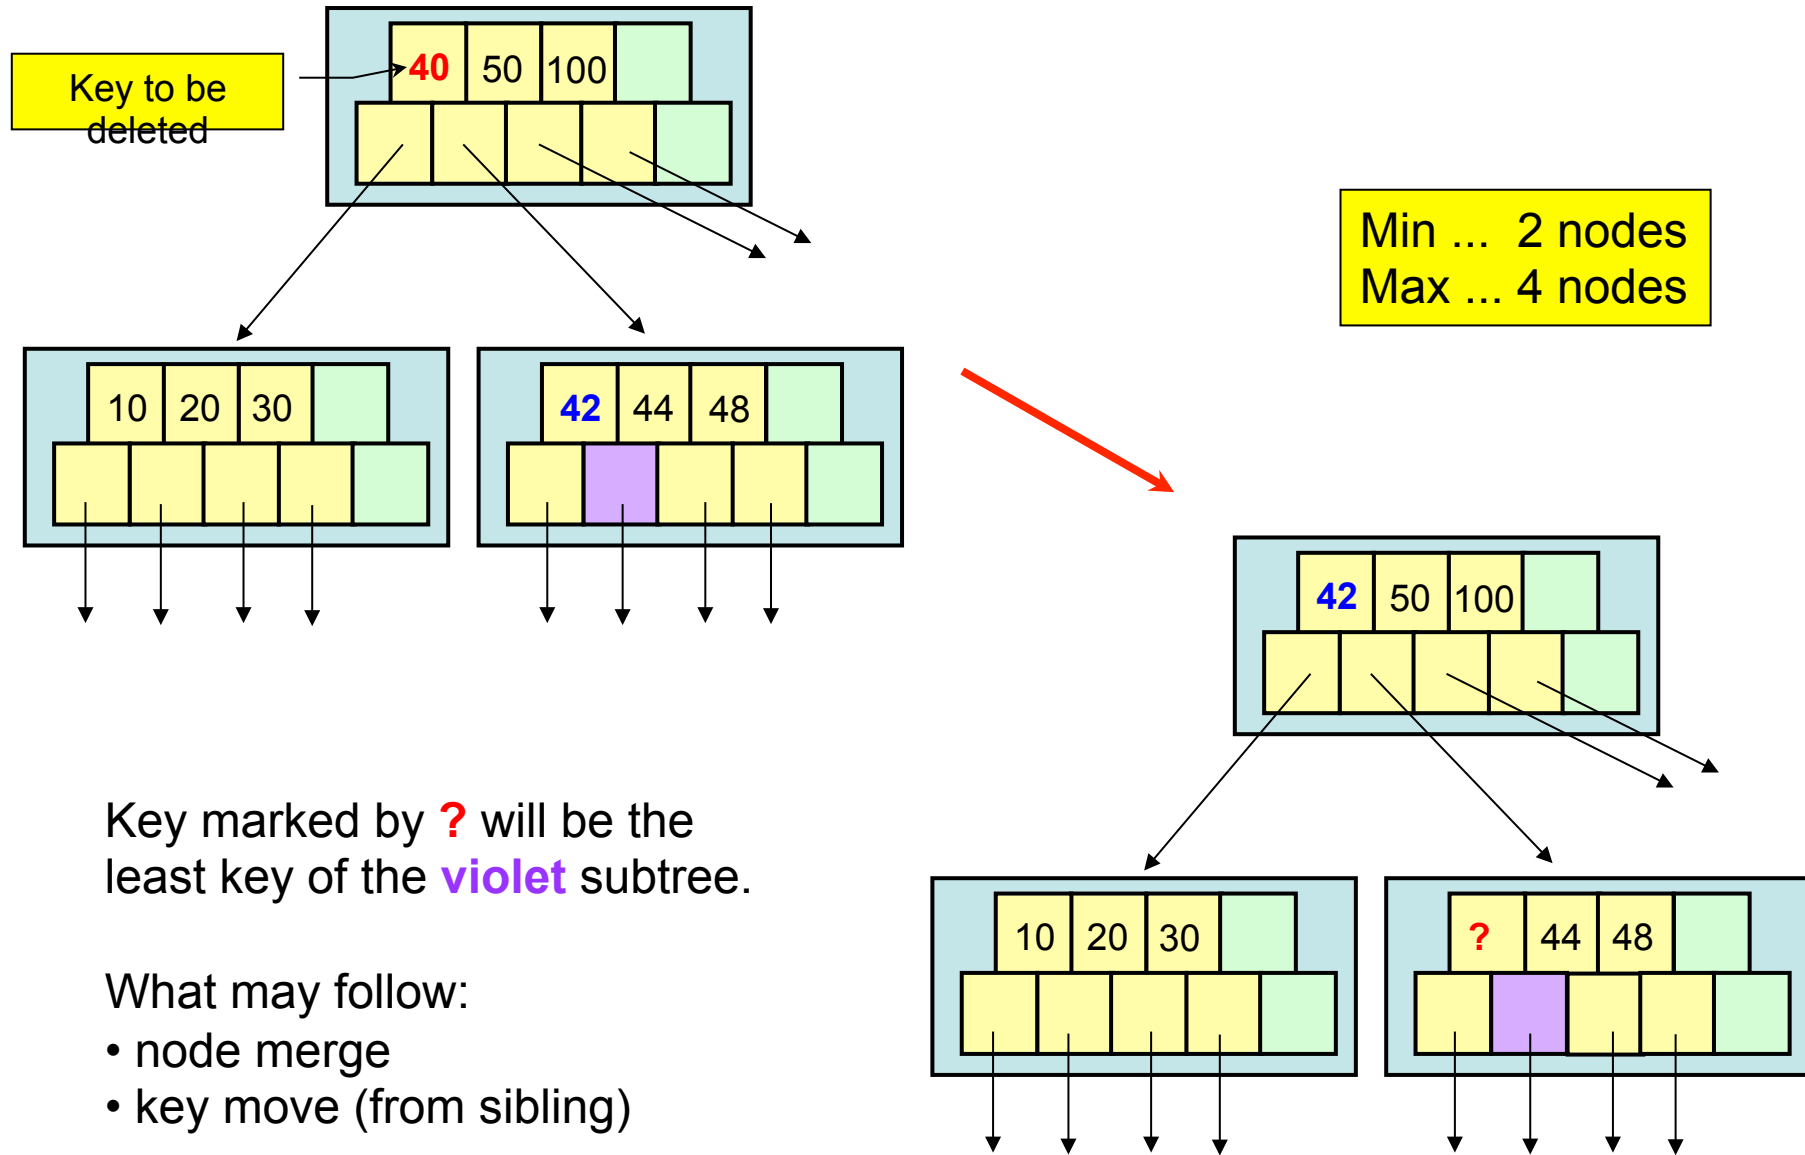 40 50 100
Key to be
deleted
Min ... 2 nodes
Max ... 4 nodes
10 20 30
42 44 48
42 50 100
Key marked by ? will be the
least key of the violet subtree.
10 20 30
? 44 48
What may follow:
• node merge
• key move (from sibling)